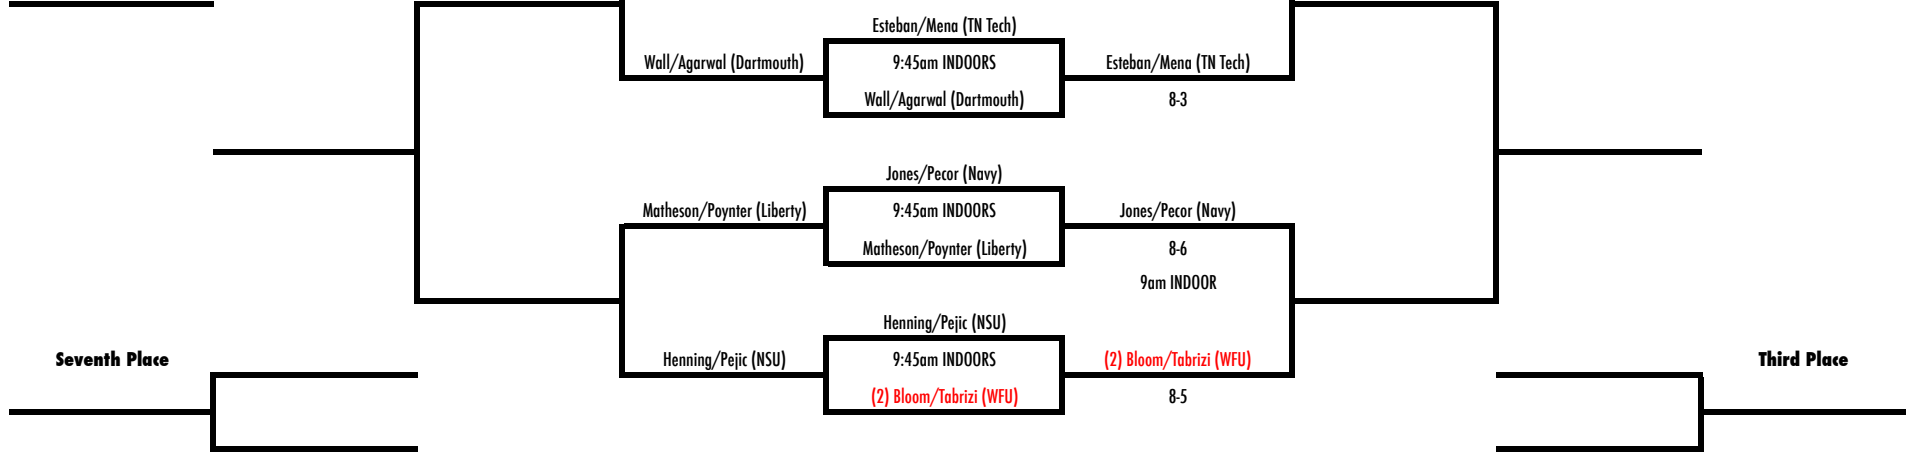 Esteban/Mena (TN Tech)
Wall/Agarwal (Dartmouth)
9:45am INDOORS
Esteban/Mena (TN Tech)
Wall/Agarwal (Dartmouth)
8-3
Jones/Pecor (Navy)
Matheson/Poynter (Liberty)
9:45am INDOORS
Jones/Pecor (Navy)
Matheson/Poynter (Liberty)
8-6
9am INDOOR
Henning/Pejic (NSU)
Seventh Place
Henning/Pejic (NSU)
9:45am INDOORS
(2) Bloom/Tabrizi (WFU)
Third Place
(2) Bloom/Tabrizi (WFU)
8-5